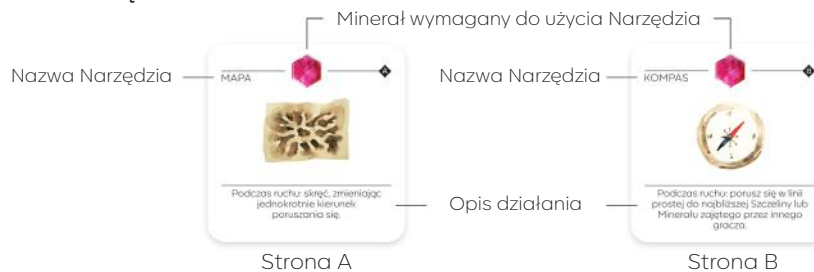 Minerał wymagany do użycia Narzędzia
Nazwa Narzędzia
MAPA
A
Podczas ruchu: skręć, zmieniając
jednokrotnie kierunek
poruszania się.
Strona A
Nazwa Narzędzia
KOMPAS
B
Podczas ruchu: porusz się w linii
prostej do najbliższej Szczeliny lub
Minerału zajętego przez innego
gracza.
Opis działania
Strona B